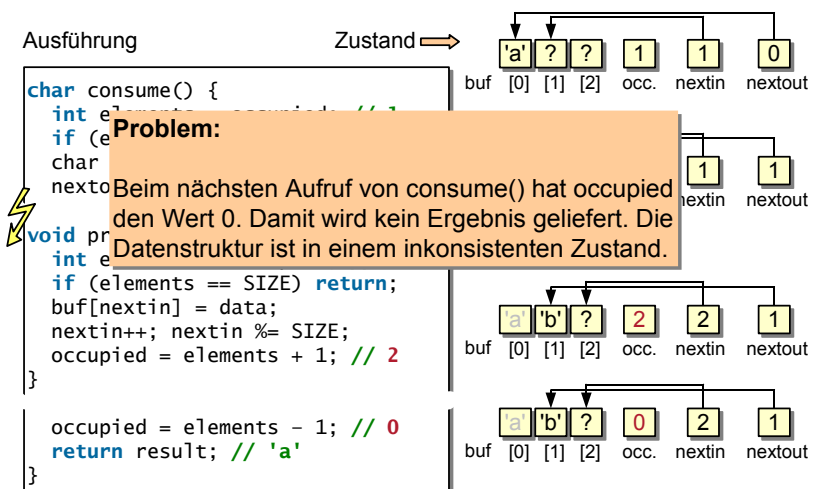 Ausführung Zustand
'a' ? ? 1 1 0
buf [0] [1] [2] occ. nextin nextout
char consume() {
int
if (e
char
nexto
Problem:
Beim nächsten Aufruf von consume() hat occupied
den Wert 0. Damit wird kein Ergebnis geliefert. Die
Datenstruktur ist in einem inkonsistenten Zustand.
1 1
nextin nextout
void pr
int e
if (elements == SIZE) return;
buf[nextin] = data;
nextin++; nextin %= SIZE;
occupied = elements + 1; // 2
}
'a' 'b' ? 2 2 1
buf [0] [1] [2] occ. nextin nextout
occupied = elements – 1; // 0
return result; // 'a'
}
'a' 'b' ? 0 2 1
buf [0] [1] [2] occ. nextin nextout